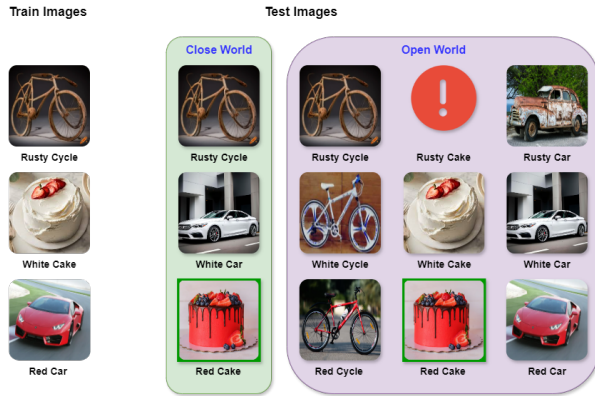 Train Images
Test Images
Close World
Open World
Rusty Cycle
Rusty Cycle
Rusty Cycle
Rusty Cake
Rusty Car
White Cake
White Car
White Cycle
White Cake
White Car
Red Car
Red Cake
Red Cycle
Red Cake
Red Car